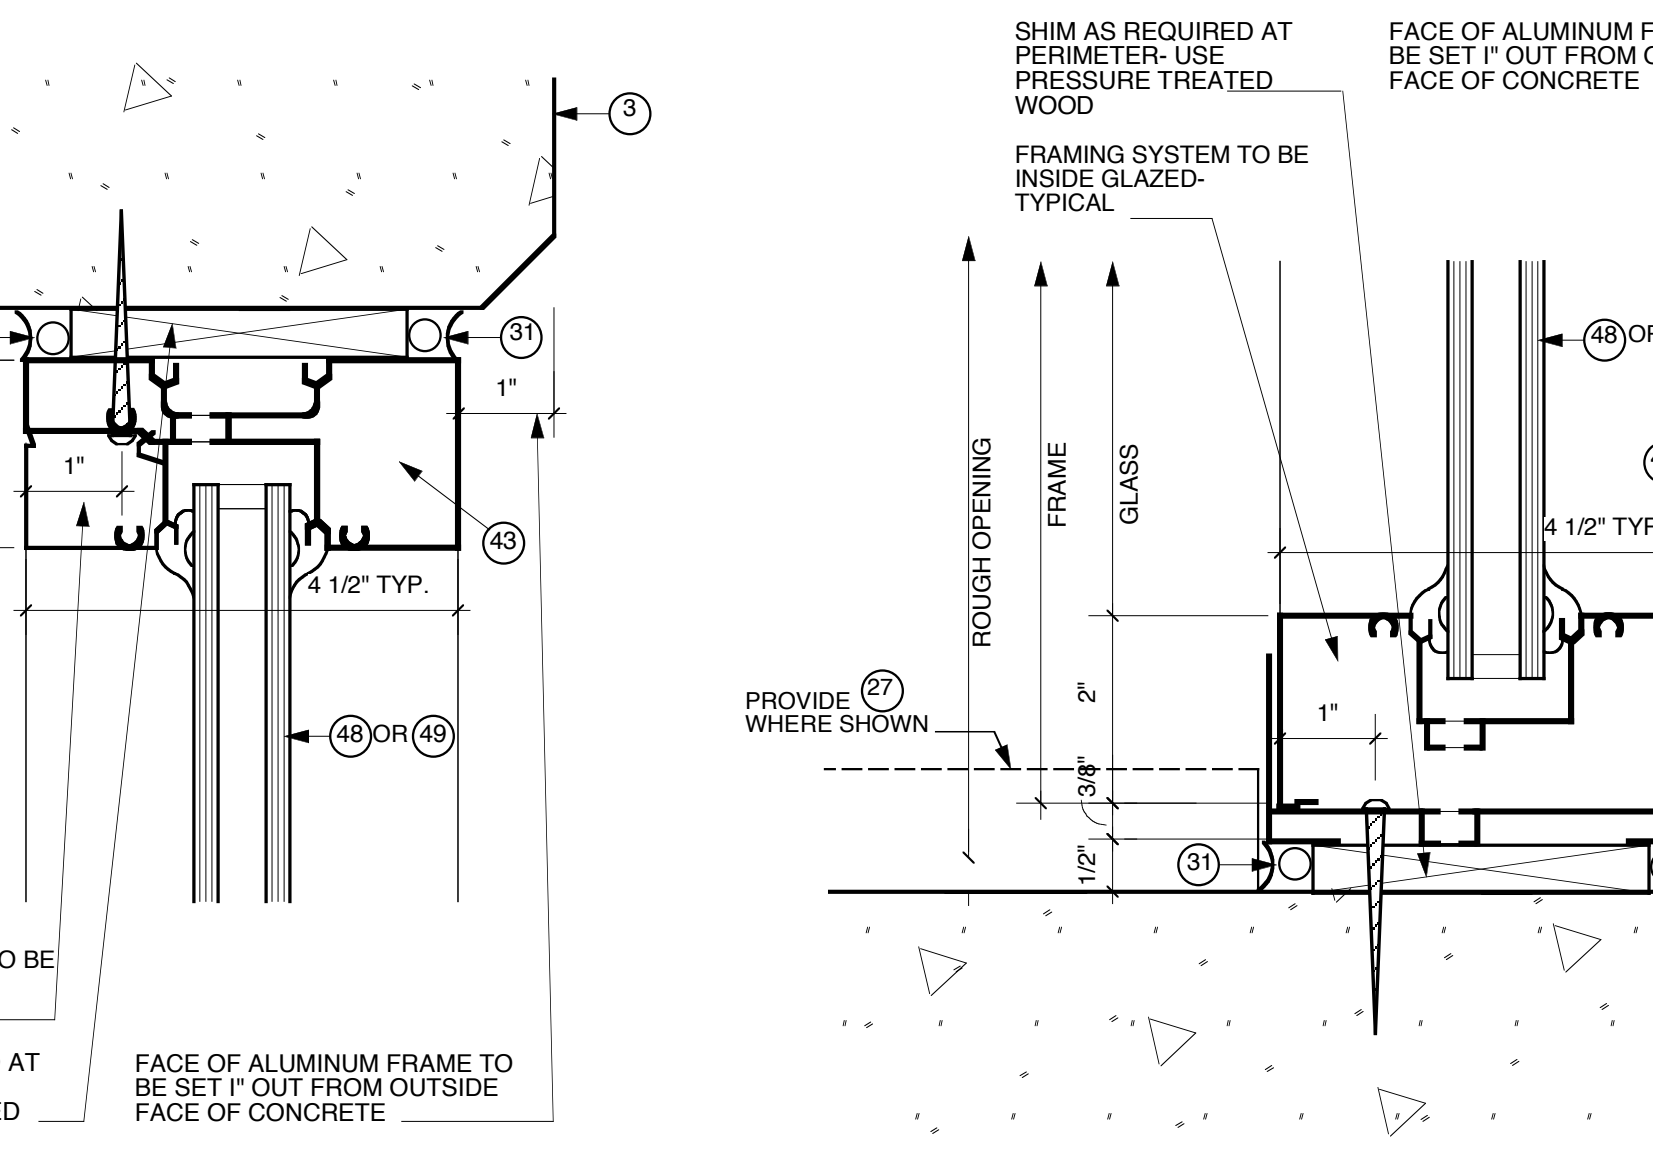 3
31
1"
1"
43
4 1/2" TYP.
48 OR 49
O BE
AT
ED
FACE OF ALUMINUM FRAME TO
BE SET I" OUT FROM OUTSIDE
FACE OF CONCRETE
SHIM AS REQUIRED AT
PERIMETER- USE
PRESSURE TREATED
WOOD
FRAMING SYSTEM TO BE
INSIDE GLAZED-
TYPICAL
FACE OF ALUMINUM F
BE SET I" OUT FROM O
FACE OF CONCRETE
48 OR
ROUGH OPENING
FRAME
GLASS
4 1/2" TYP
PROVIDE 27
WHERE SHOWN
2"
1"
3/8"
1/2"
31